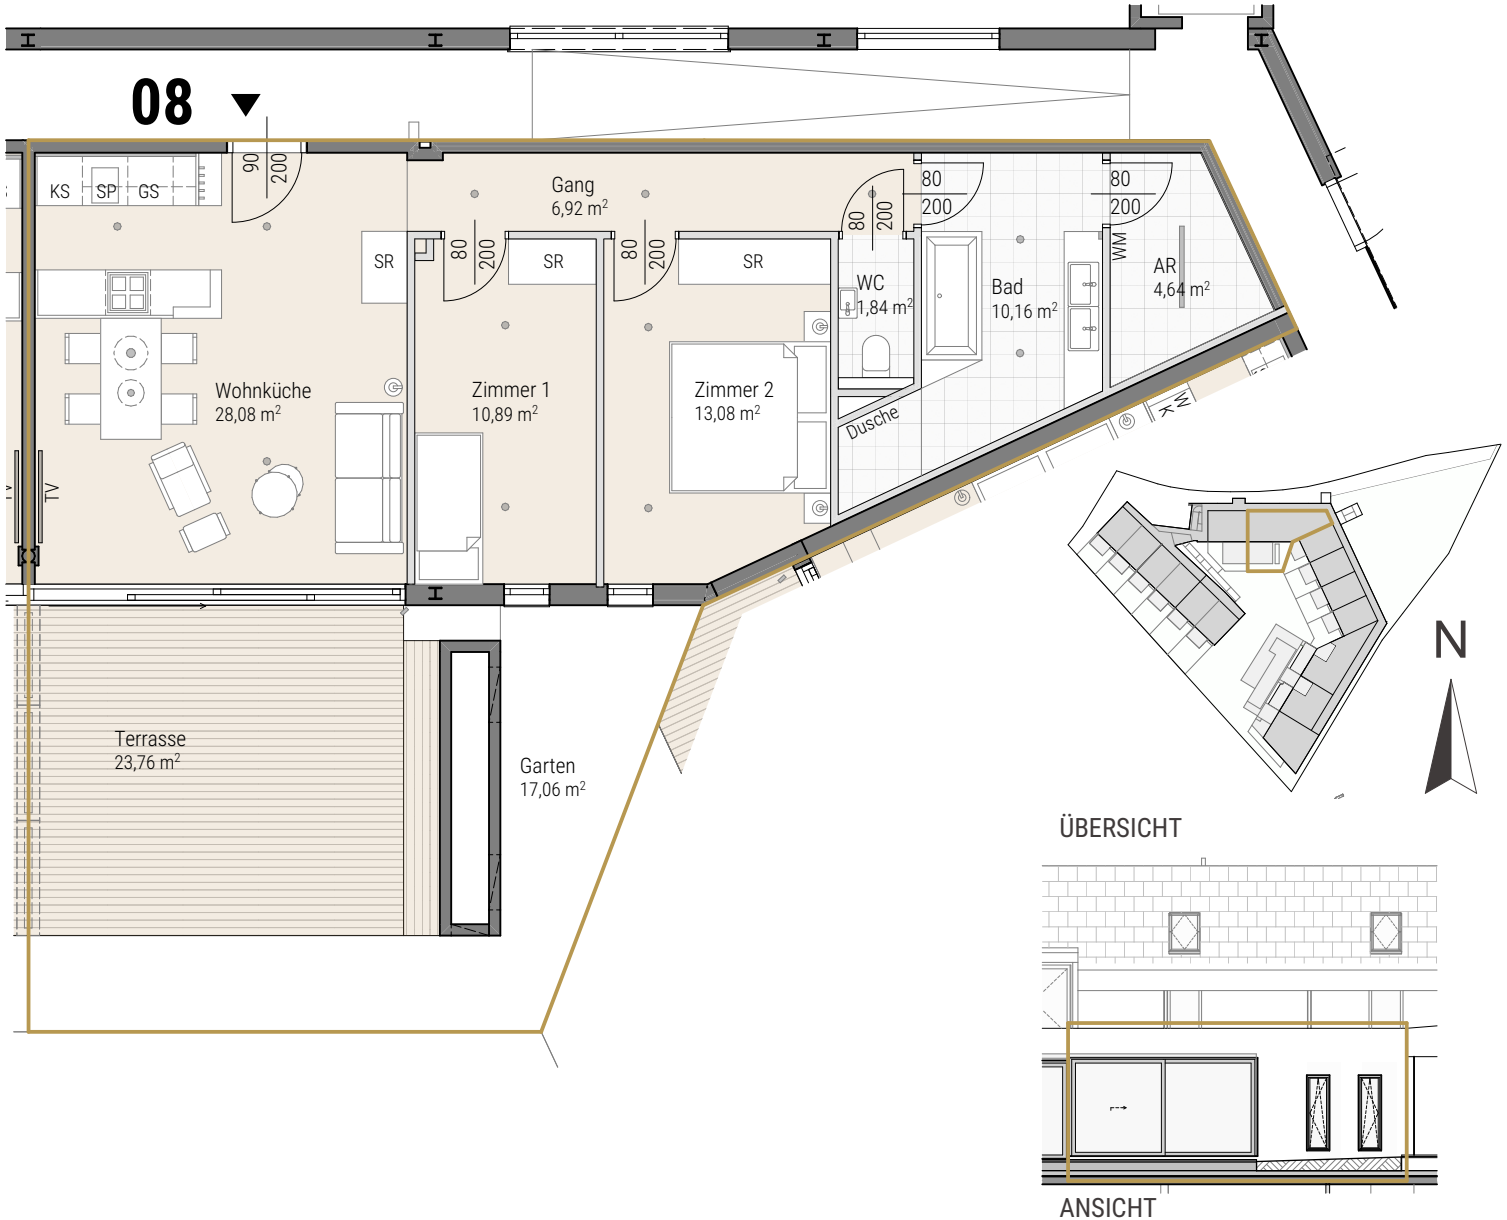 08
90
200
KS
SP
GS
Gang
6,92 m²
80
200
80
200
80
200
80
200
80
200
SR
SR
SR
WM
WC
1,84 m²
Bad
10,16 m²
AR
4,64 m²
Wohnküche
28,08 m²
Zimmer 1
10,89 m²
Zimmer 2
13,08 m²
Dusche
WK
TV
Terrasse
23,76 m²
Garten
17,06 m²
N
ÜBERSICHT
ANSICHT